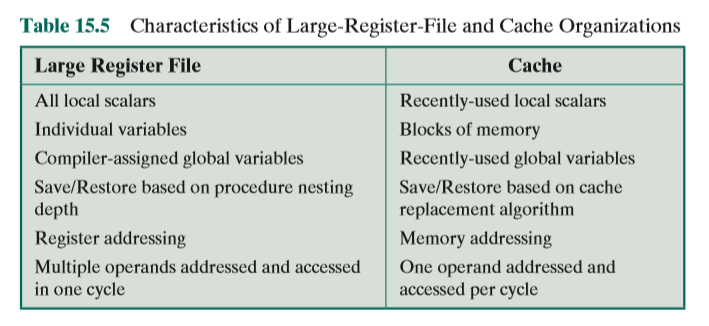 Table 15.5 Characteristics of Large-Register-File and Cache Organizations
Large Register File Cache
All local scalars Recently-used local scalars
Individual variables Blocks of memory
Compiler-assigned global variables Recently-used global variables
Save/Restore based on procedure nesting Save/Restore based on cache
depth replacement algorithm
Register addressing Memory addressing
Multiple operands addressed and accessed One operand addressed and
in one cycle accessed per cycle